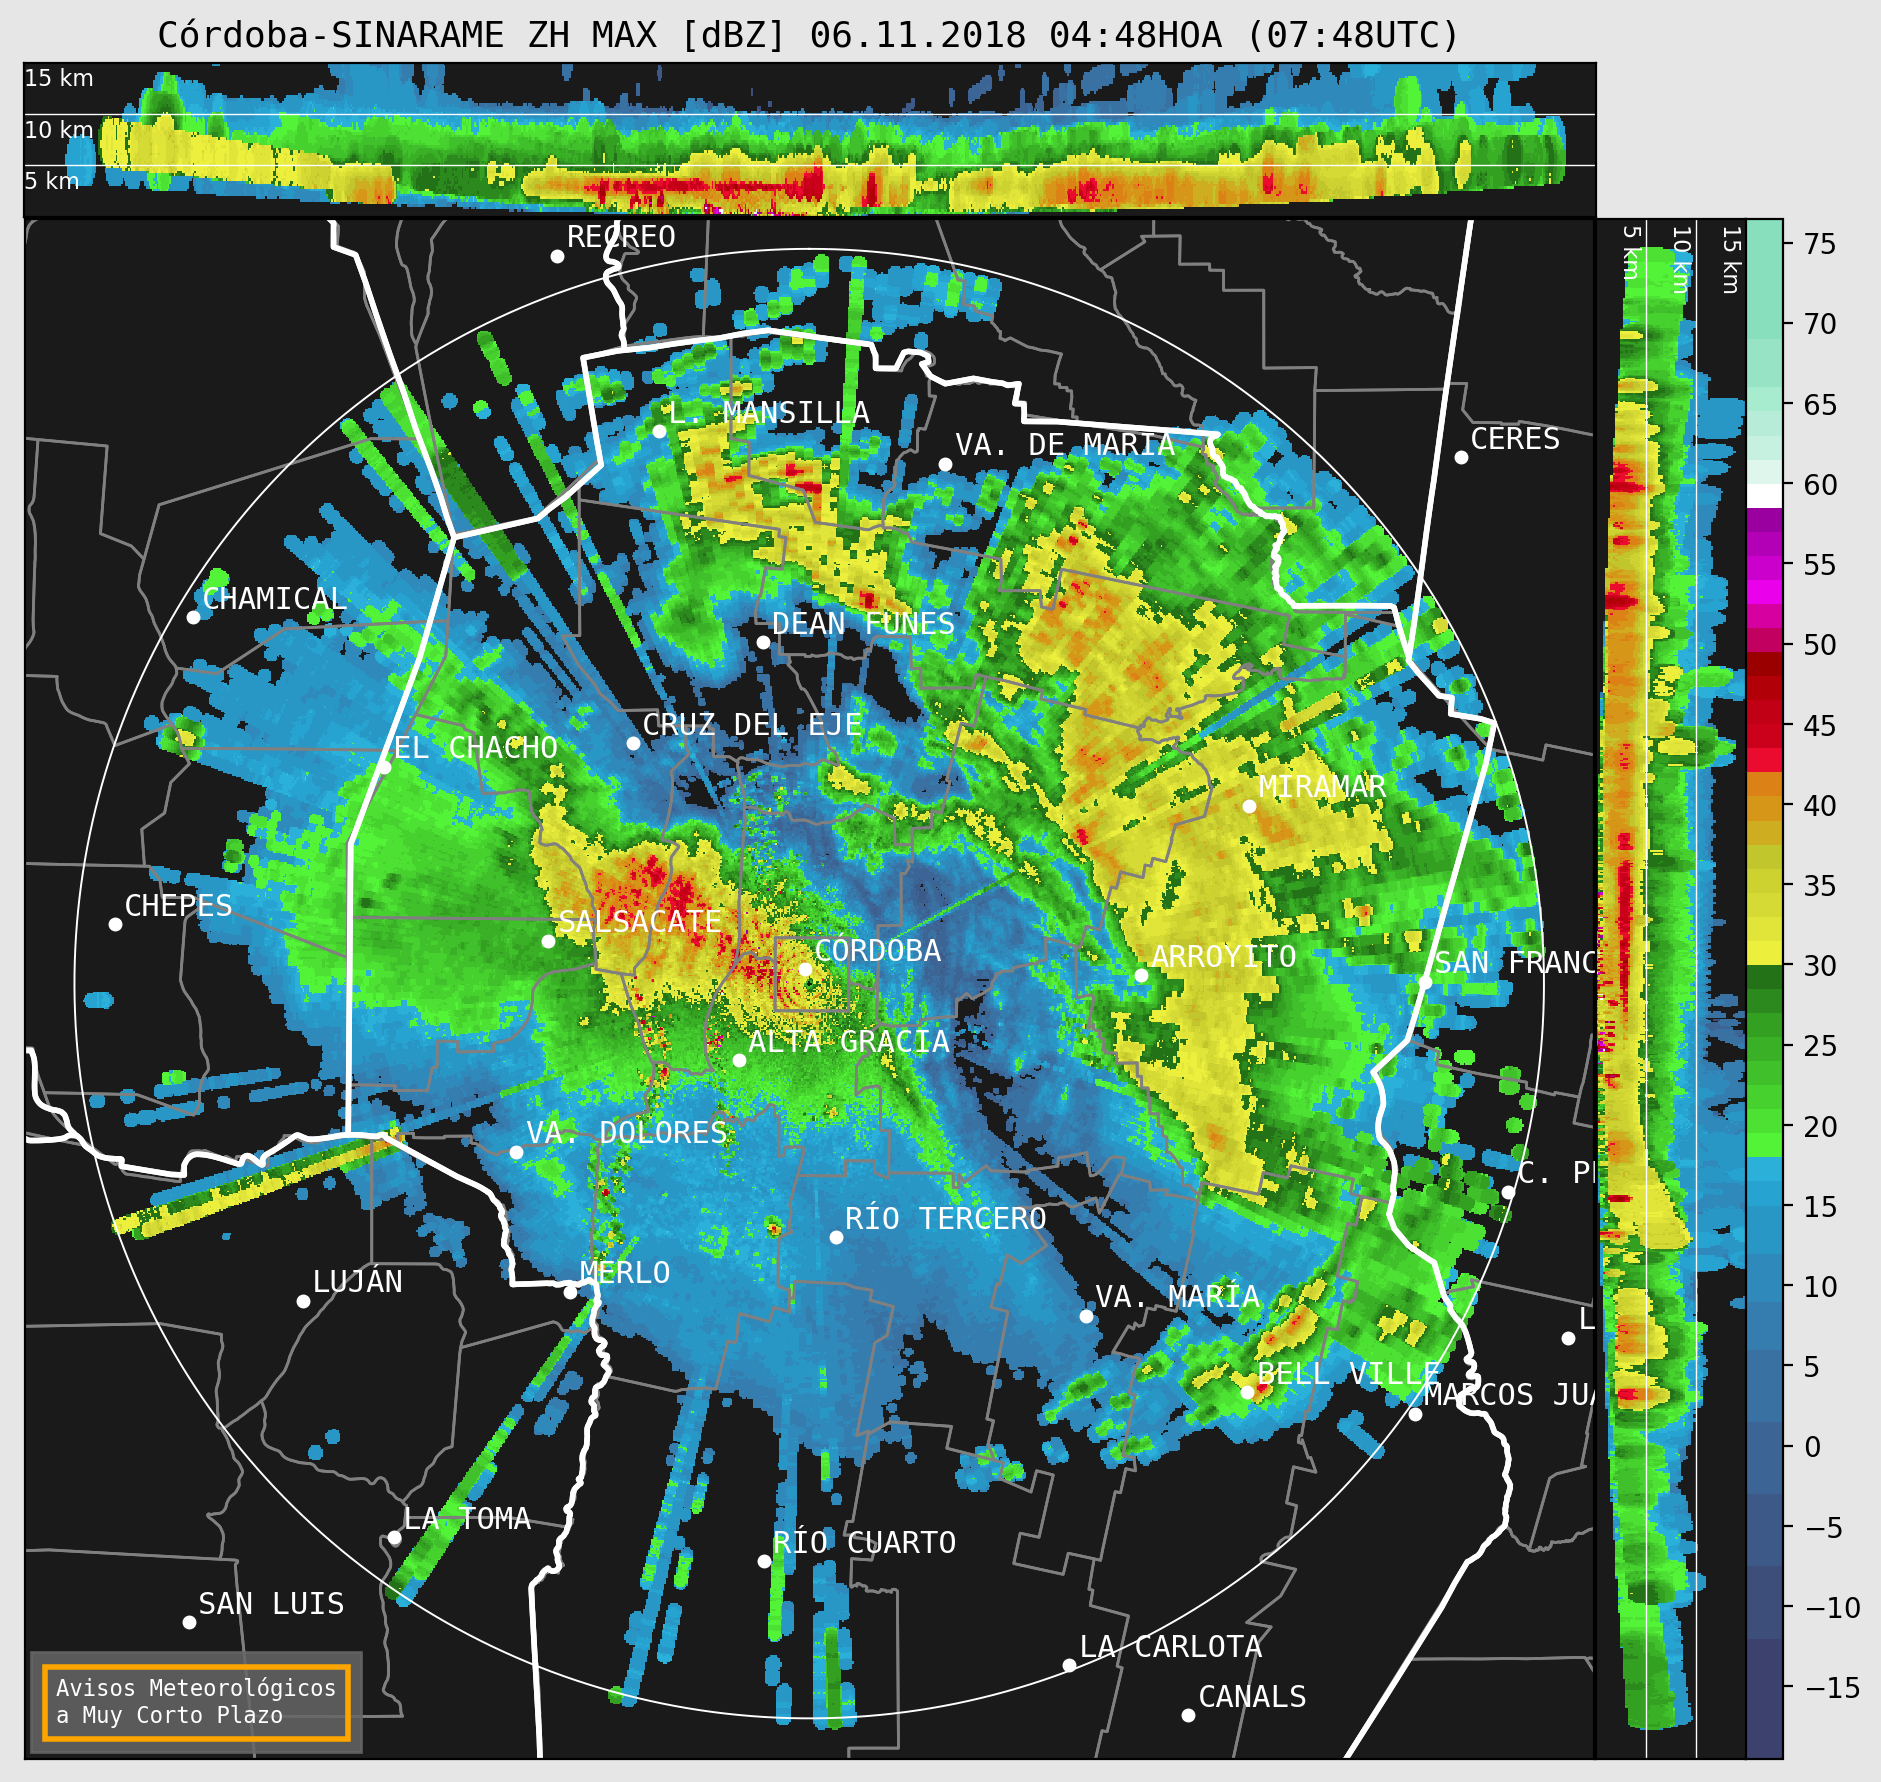 Córdoba-SINARAME ZH MAX [dBZ] 06.11.2018 04:48HOA (07:48UTC)
15 km
10 km
5 km
5 km
10 km
15 km
RECREO
L. MANSILLA
VA. DE MARIA
CERES
CHAMICAL
DEAN FUNES
CRUZ DEL EJE
EL CHACHO
MIRAMAR
CHEPES
SALSACATE
CÓRDOBA
ARROYITO
SAN FRANC
ALTA GRACIA
VA. DOLORES
C. PE
RÍO TERCERO
MERLO
LUJÁN
VA. MARÍA
L
BELL VILLE
MARCOS JUA
LA TOMA
RÍO CUARTO
SAN LUIS
LA CARLOTA
CANALS
Avisos Meteorológicos
a Muy Corto Plazo
75
70
65
60
55
50
45
40
35
30
25
20
15
10
5
0
−5
−10
−15